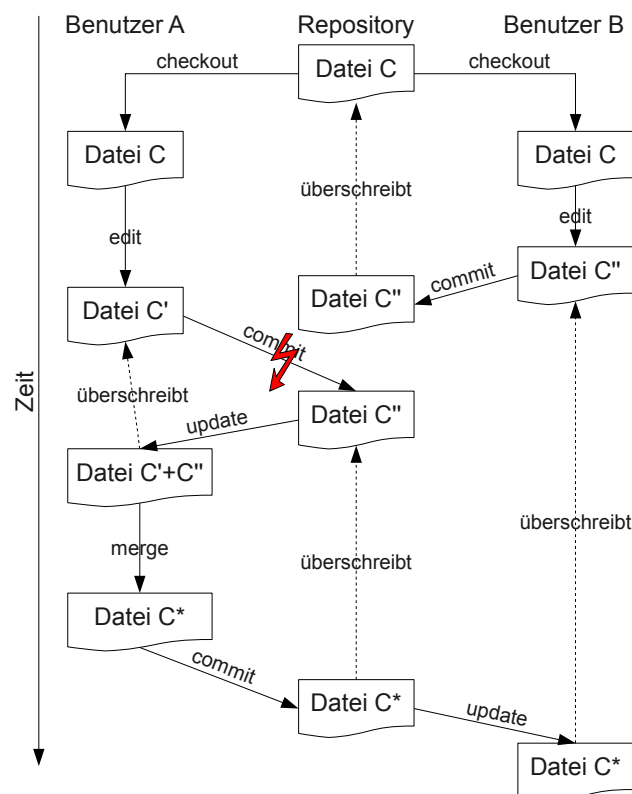 Benutzer A
Repository
Benutzer B
checkout
Datei C
checkout
Datei C
Datei C
überschreibt
edit
edit
Datei C'
Datei C''
commit
Datei C''
commit
Zeit
überschreibt
update
Datei C''
Datei C'+C''
überschreibt
merge
überschreibt
Datei C*
commit
Datei C*
update
Datei C*